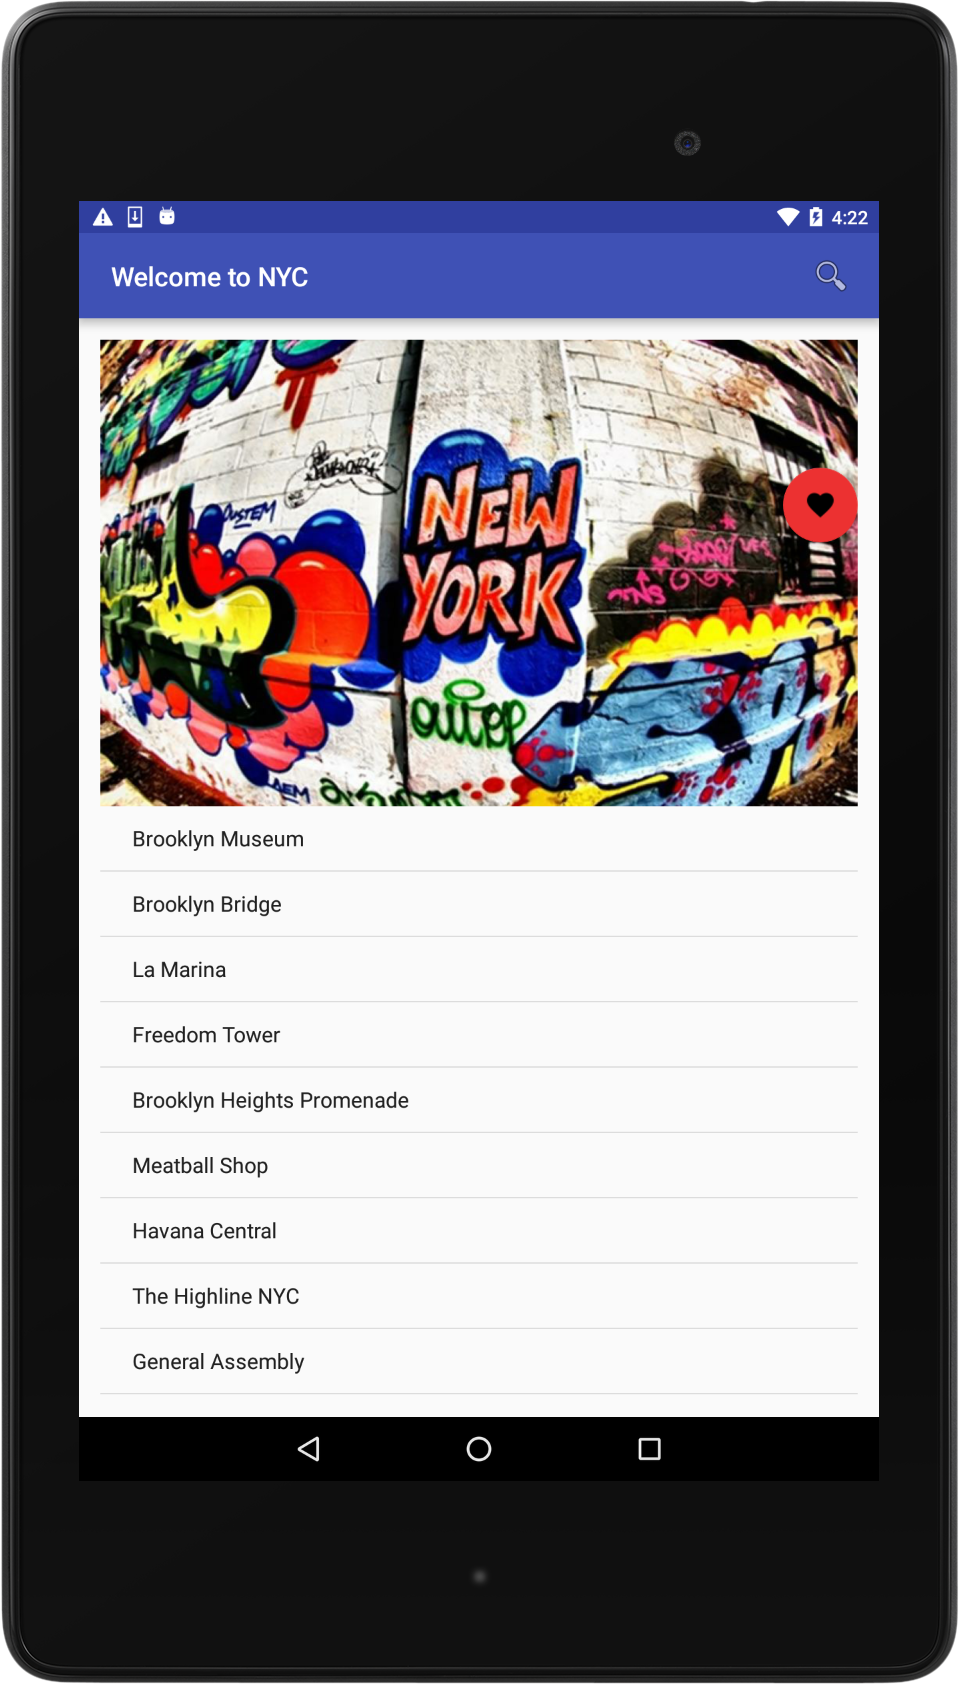 4:22
Welcome to NYC
CUSTEM
NEW
YORK
Brooklyn Museum
Brooklyn Bridge
La Marina
Freedom Tower
Brooklyn Heights Promenade
Meatball Shop
Havana Central
The Highline NYC
General Assembly